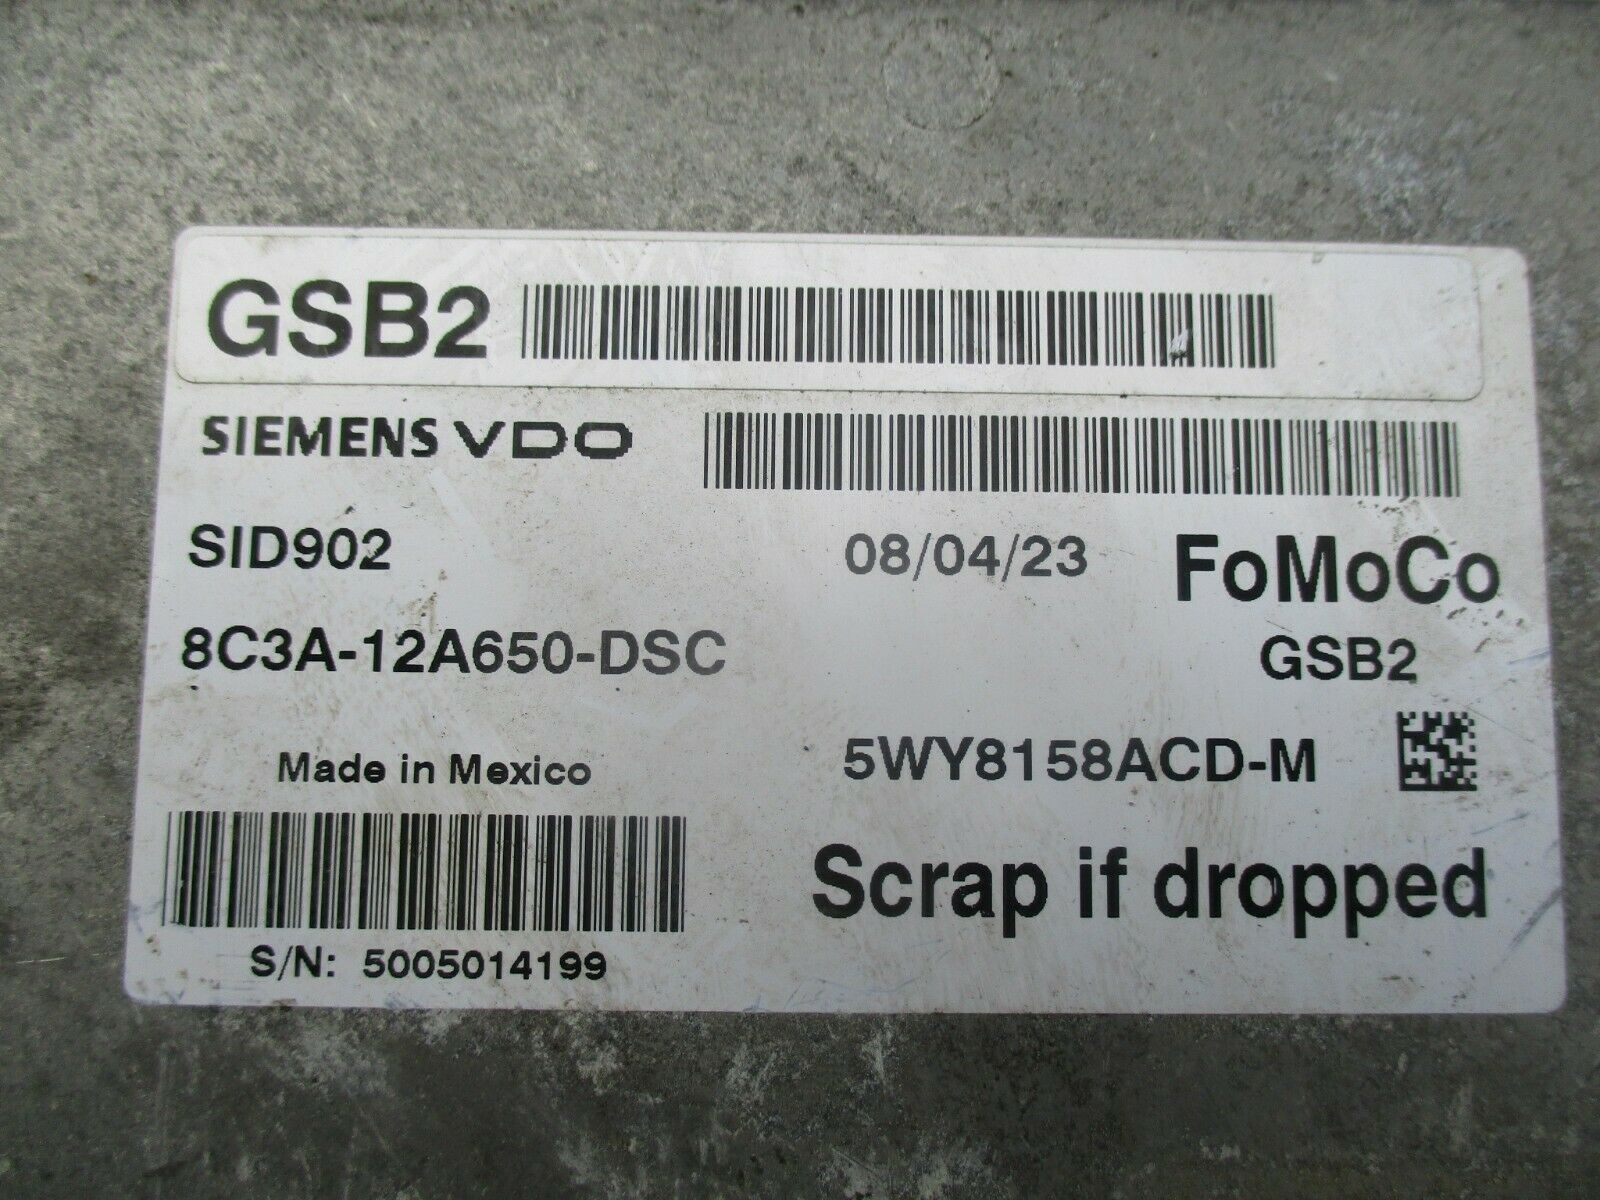 GSB2
SIEMENS VDO
SID902
08/04/23
FoMoCo
8C3A-12A650-DSC
GSB2
Made in Mexico
5WY8158ACD-M
Scrap if dropped
S/N: 5005014199